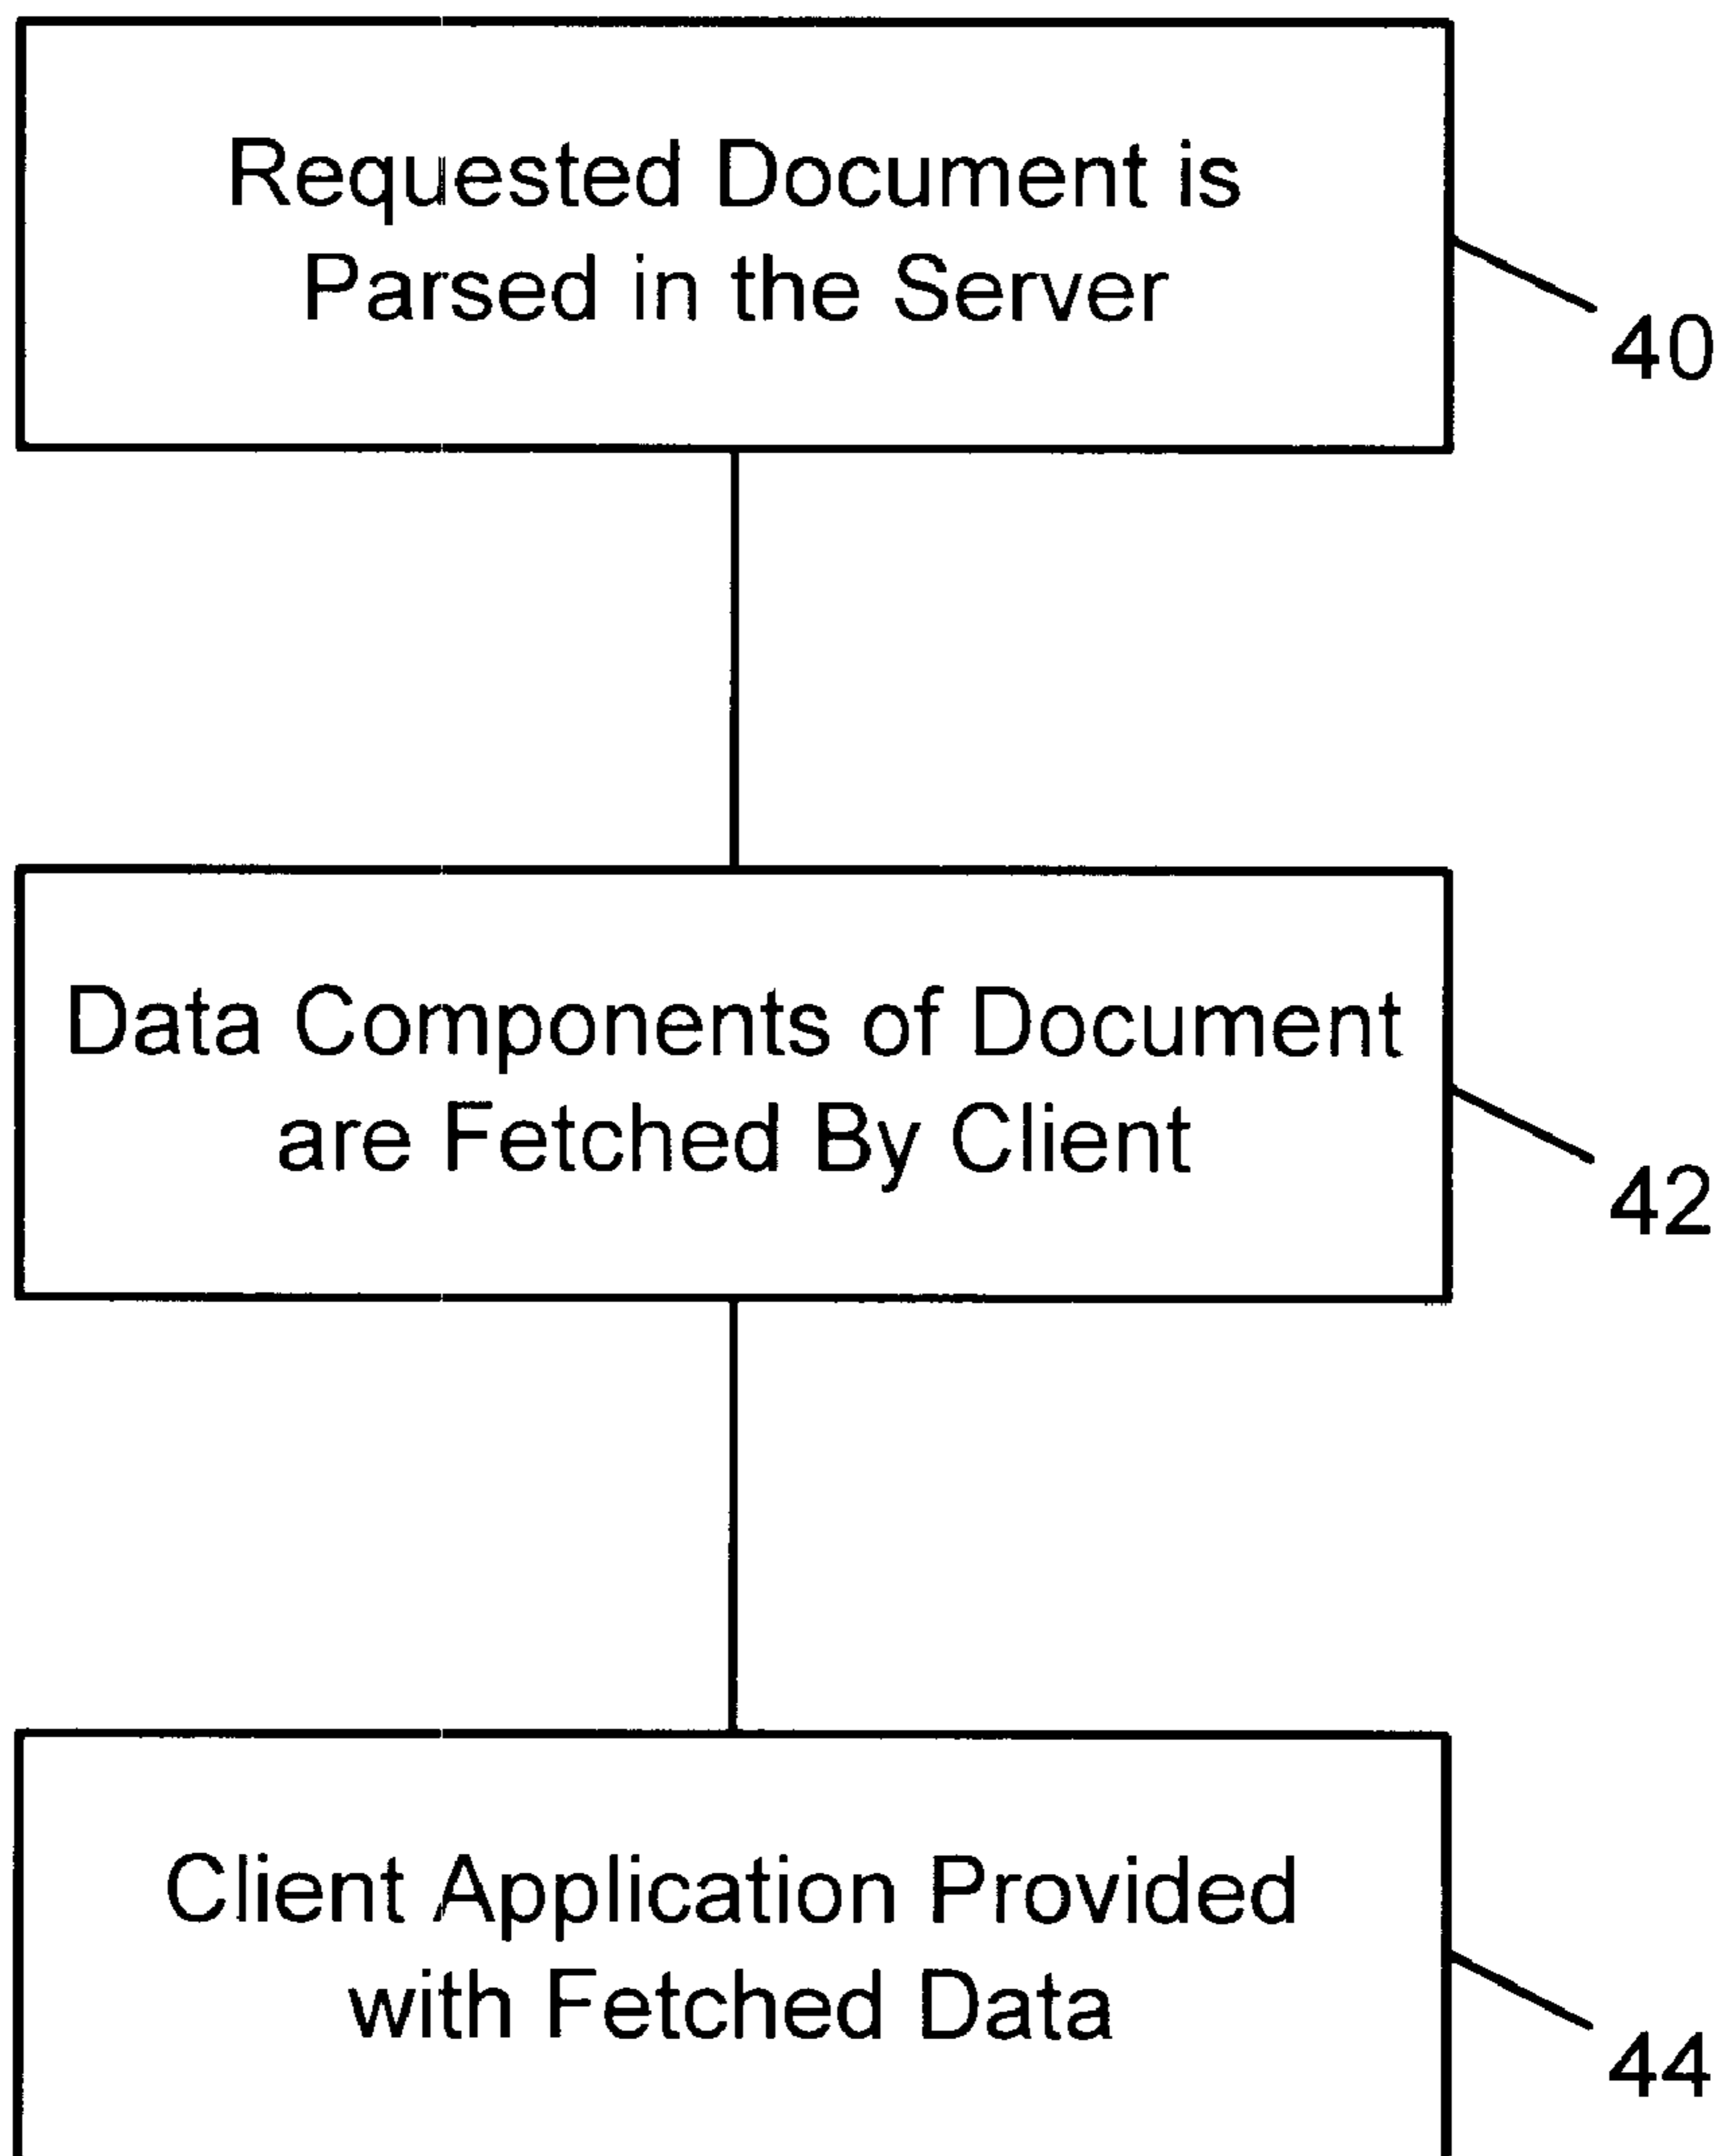 Requested Document is
Parsed in the Server
40
Data Components of Document
are Fetched By Client
42
Client Application Provided
with Fetched Data
44